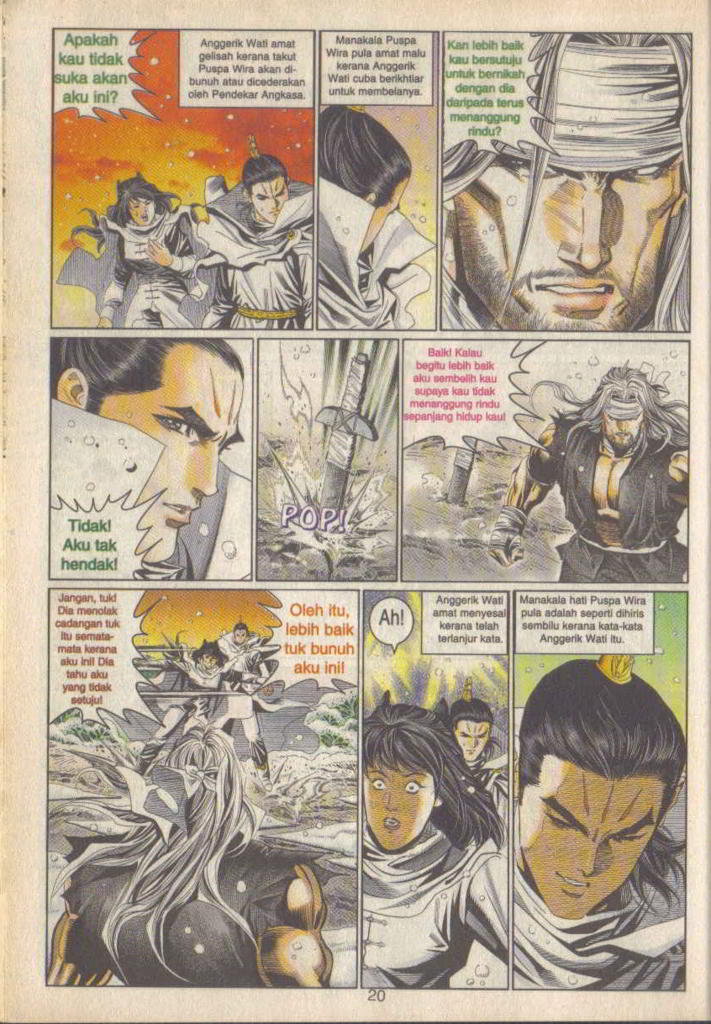 Apakah
kau tidak
suka akan
aku ini?
Anggerik Wati amat
gelisah kerana takut
Puspa Wira akan di-
bunuh atau dicederakan
oleh Pendekar Angkasa.
Manakala Puspa
Wira pula amat malu
kerana Anggerik
Wati cuba berikhtiar
untuk membelanya.
Kan lebih baik
kau bersutuju
untuk bernikah
dengan dia
daripada terus
menanggung
rindu?
Tidak!
Aku tak
hendak!
POP!
Baik! Kalau
begitu lebih baik
aku sembelih kau
supaya kau tidak
menanggung rindu
sepanjang hidup kau!
Jangan, tuk!
Dia menolak
cadangan tuk
itu semata-
mata kerana
aku ini! Dia
tahu aku
yang tidak
setuju!
Oleh itu,
lebih baik
tuk bunuh
aku ini!
Ah!
Anggerik Wati
amat menyesal
kerana telah
terlanjur kata.
Manakala hati Puspa Wira
pula adalah seperti dihiris
sembilu kerana kata-kata
Anggerik Wati itu.
20